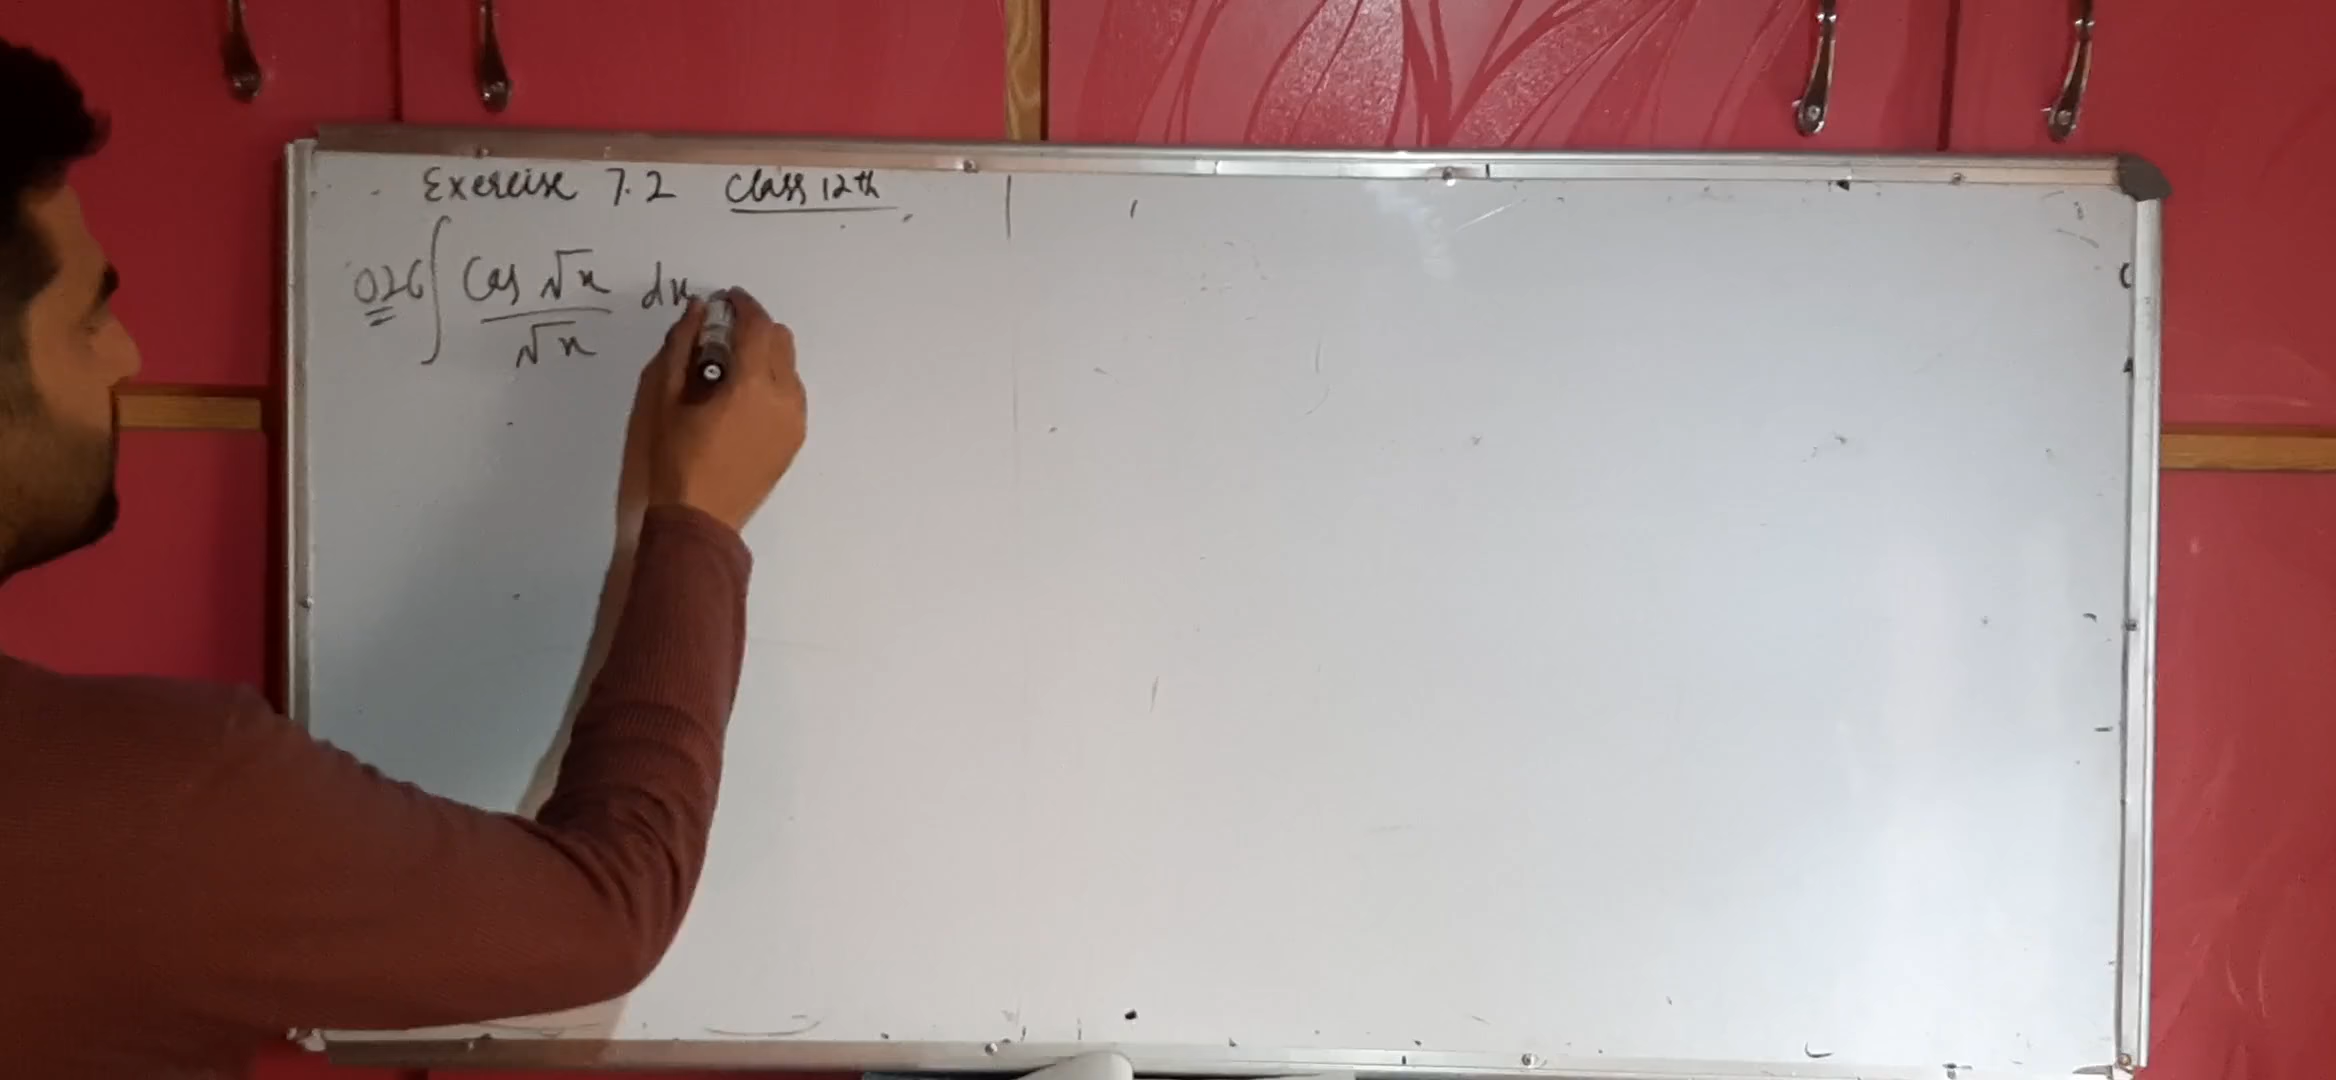 Exercise 7.2 Class 12th
Q26 ∫ Cos √x / √x dx